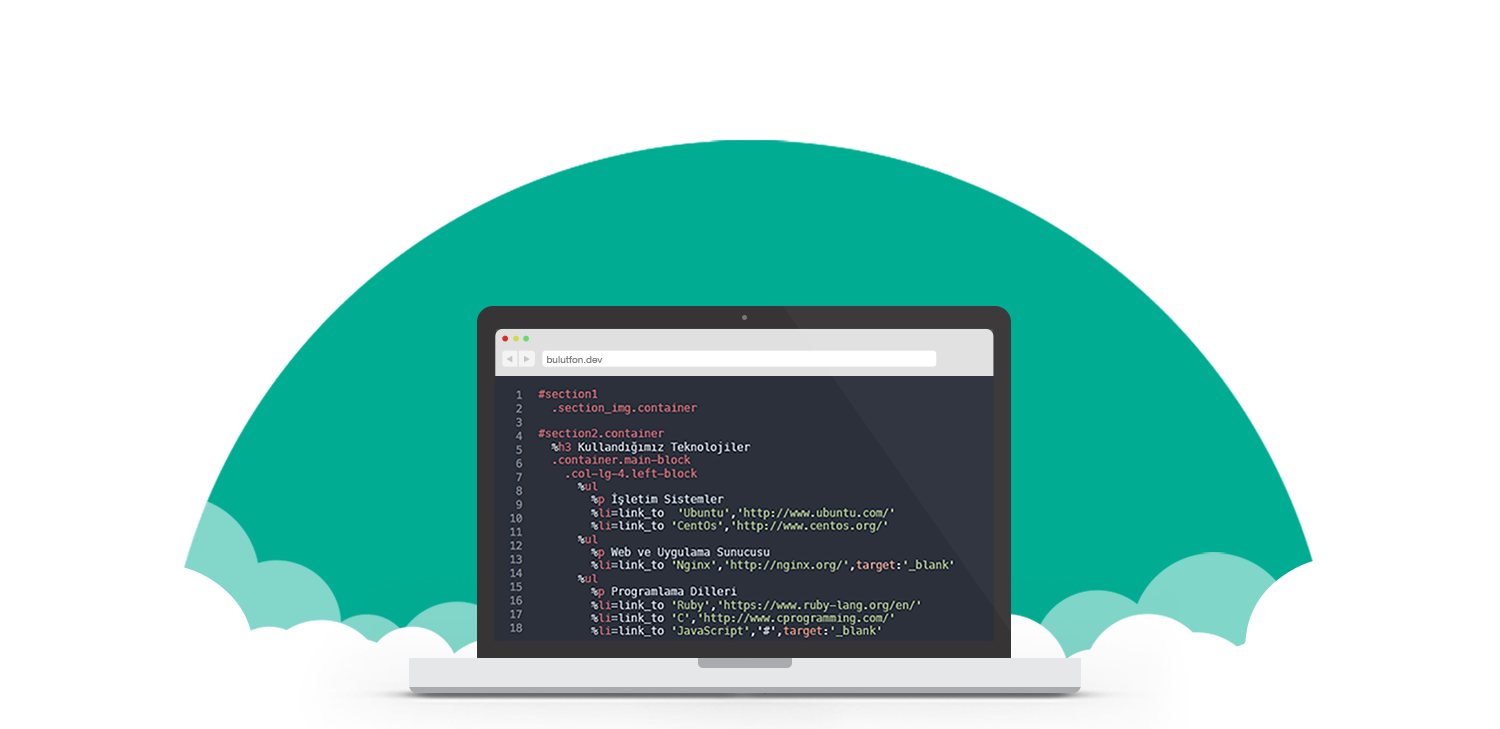 bulutfon.dev
1 #section1
2 .section_img.container
3
4 #section2.container
5 %h3 Kullandığımız Teknolojiler
6 .container.main-block
7 .col-lg-4.left-block
8 %ul
9 %p İşletim Sistemler
10 %li=link_to 'Ubuntu','http://www.ubuntu.com/'
11 %li=link_to 'CentOs','http://www.centos.org/'
12 %ul
13 %p Web ve Uygulama Sunucusu
14 %li=link_to 'Nginx','http://nginx.org/',target:'_blank'
15 %ul
16 %p Programlama Dilleri
17 %li=link_to 'Ruby','https://www.ruby-lang.org/en/'
18 %li=link_to 'C','http://www.cprogramming.com/'
%li=link_to 'JavaScript','#',target:'_blank'